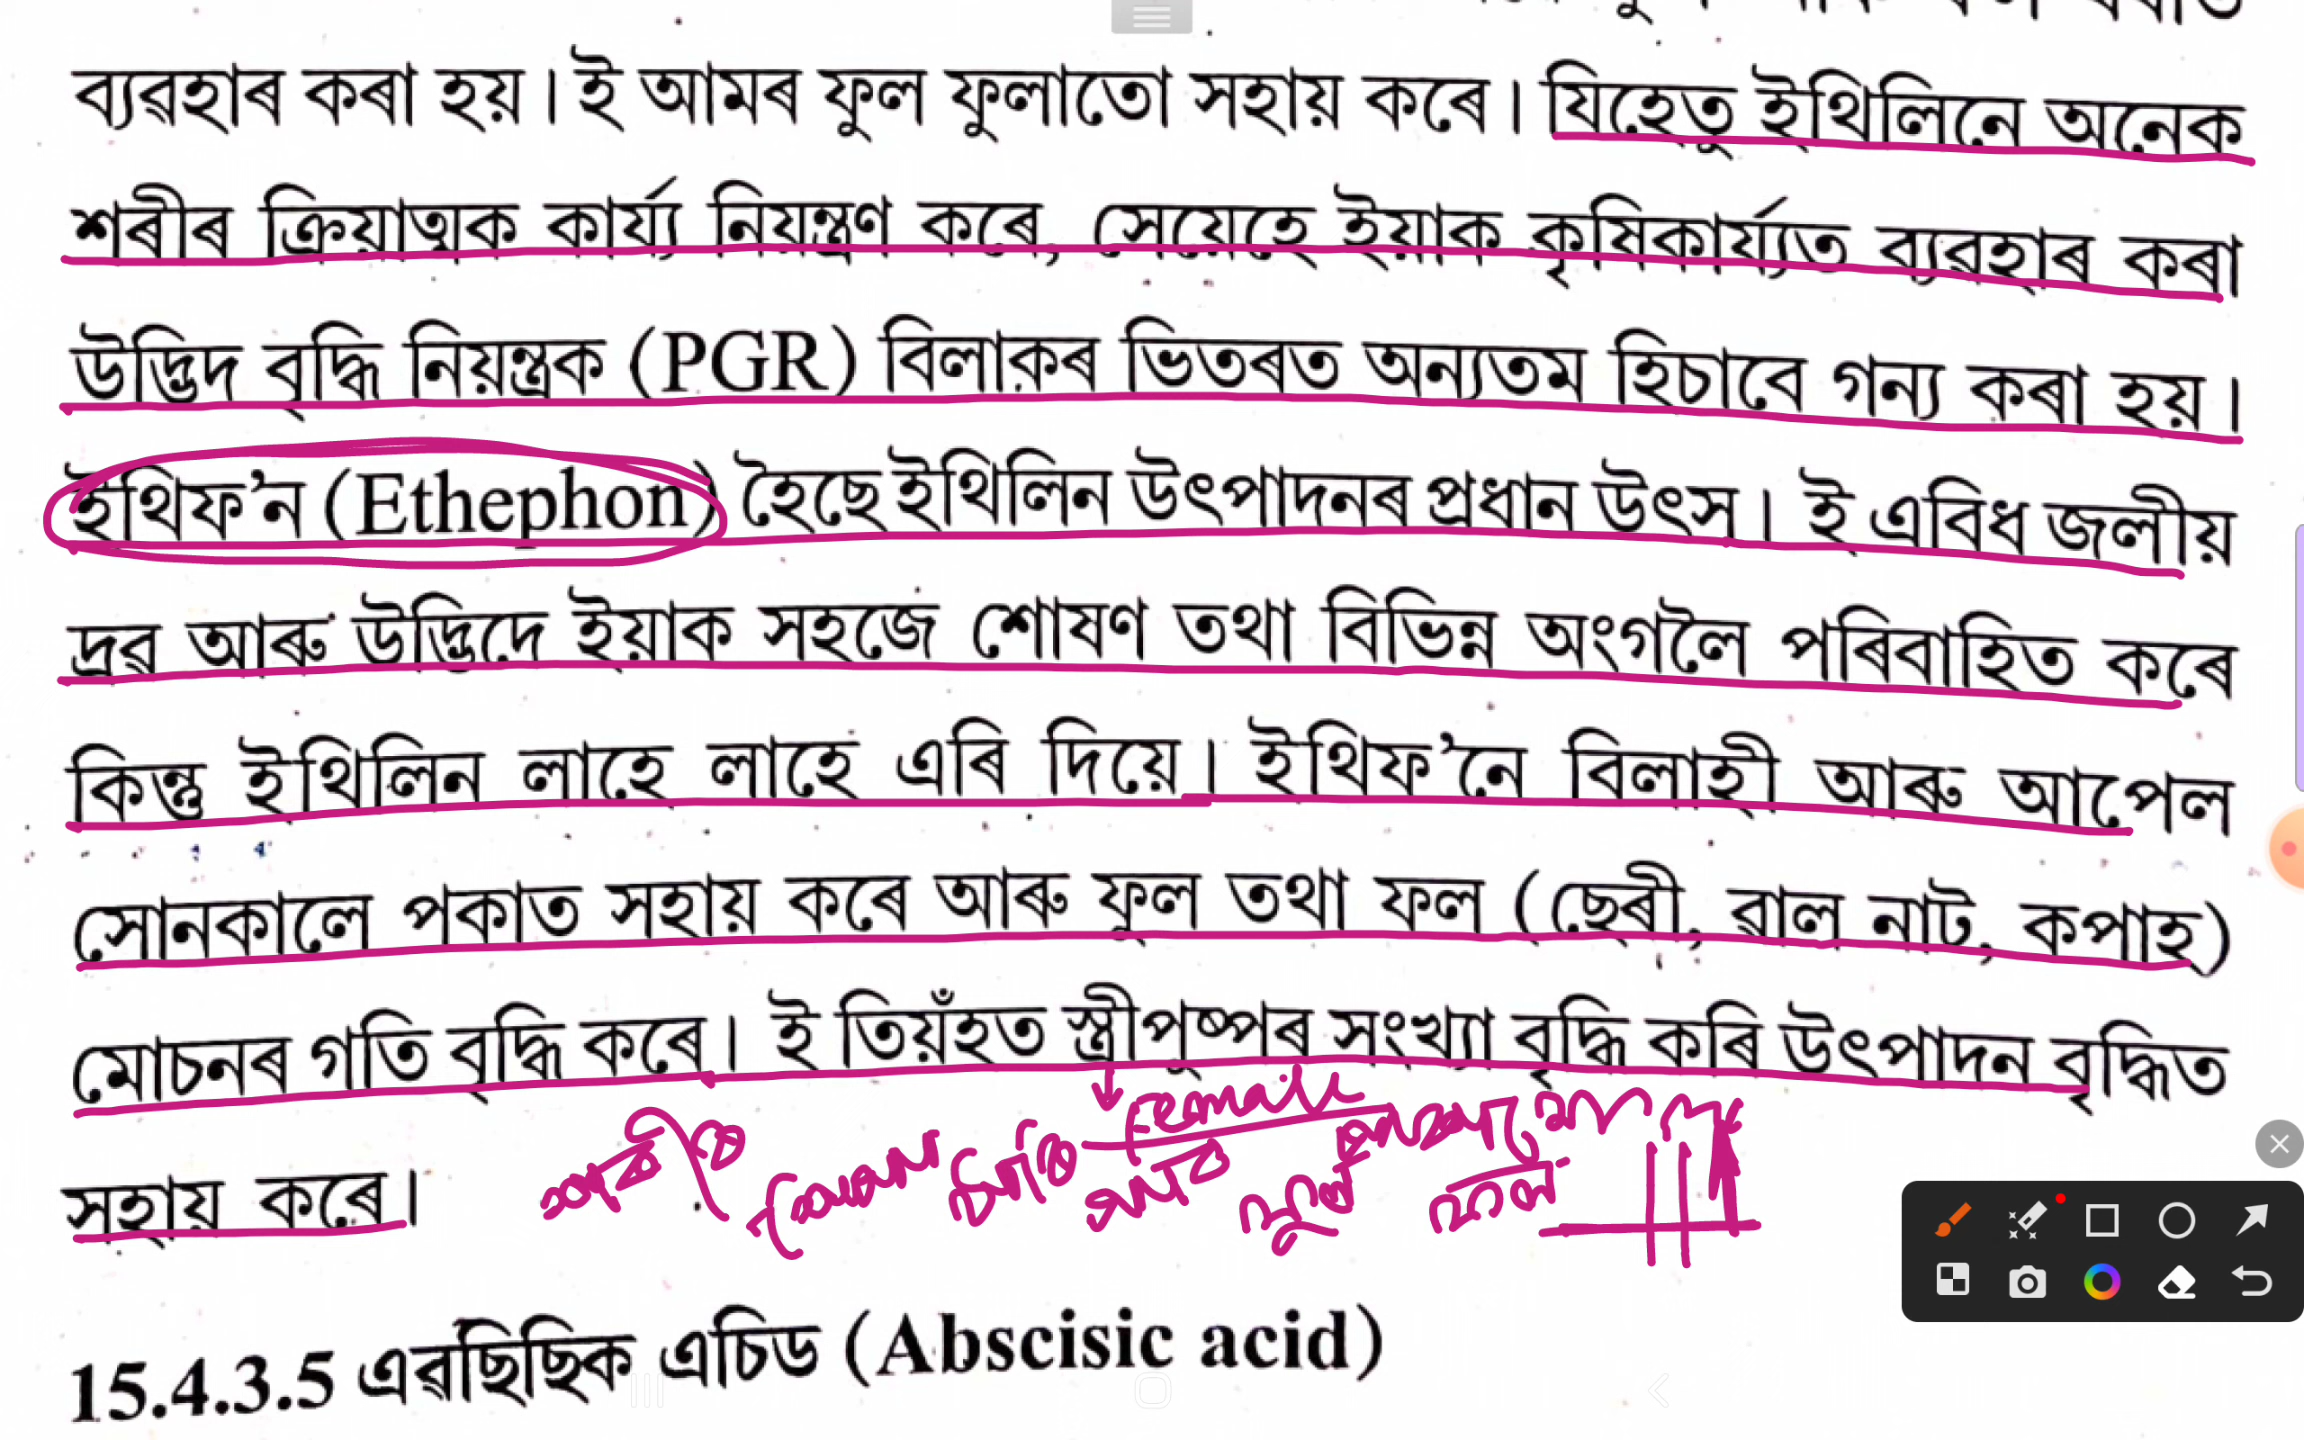 ব্যৱহাৰ কৰা হয়। ই আমৰ ফুল ফুলাতো সহায় কৰে। যিহেতু ইথিলিনে অনেক
শৰীৰ ক্ৰিয়াত্মক কাৰ্য্য নিয়ন্ত্ৰণ কৰে, সেয়েহে ইয়াক কৃষিকাৰ্য্যত ব্যৱহাৰ কৰা
উদ্ভিদ বৃদ্ধি নিয়ন্ত্ৰক (PGR) বিলাকৰ ভিতৰত অন্যতম হিচাবে গন্য কৰা হয়।
ইথিফ'ন (Ethephon) হৈছে ইথিলিন উৎপাদনৰ প্ৰধান উৎস। ই এবিধ জলীয়
দ্ৰৱ আৰু উদ্ভিদে ইয়াক সহজে শোষণ তথা বিভিন্ন অংগলৈ পৰিবাহিত কৰে
কিন্তু ইথিলিন লাহে লাহে এৰি দিয়ে। ইথিফ'নে বিলাহী আৰু আপেল
সোনকালে পকাত সহায় কৰে আৰু ফুল তথা ফল (ছেৰী, ৱাল নাট, কপাহ)
মোচনৰ গতি বৃদ্ধি কৰে। ই তিয়ঁহত স্ত্ৰীপুষ্পৰ সংখ্যা বৃদ্ধি কৰি উৎপাদন বৃদ্ধিত
Female
ফুল ফল
সহায় কৰে।
15.4.3.5 এৱছিছিক এচিড (Abscisic acid)